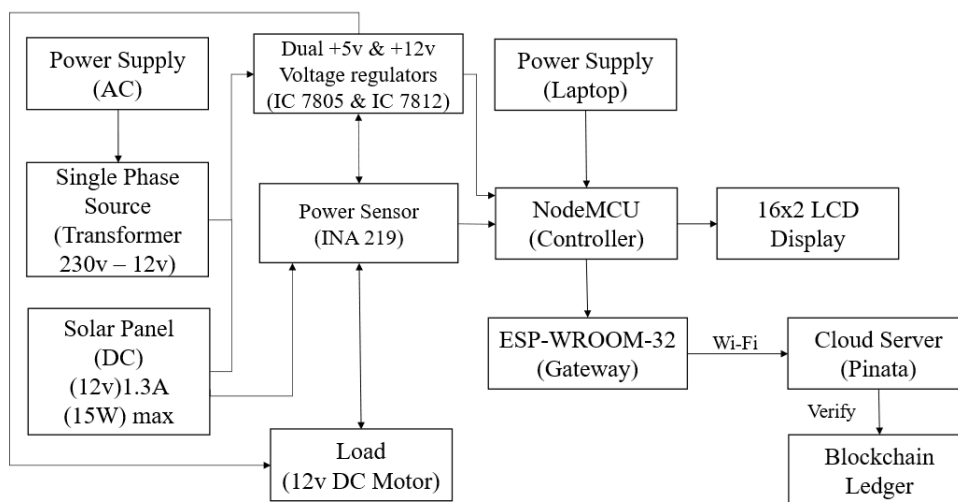 Power Supply
(AC)
Dual +5v & +12v
Voltage regulators
(IC 7805 & IC 7812)
Power Supply
(Laptop)
Single Phase
Source
(Transformer
230v – 12v)
Power Sensor
(INA 219)
NodeMCU
(Controller)
16x2 LCD
Display
Solar Panel
(DC)
(12v)1.3A
(15W) max
ESP-WROOM-32
(Gateway)
Wi-Fi
Cloud Server
(Pinata)
Verify
Load
(12v DC Motor)
Blockchain
Ledger